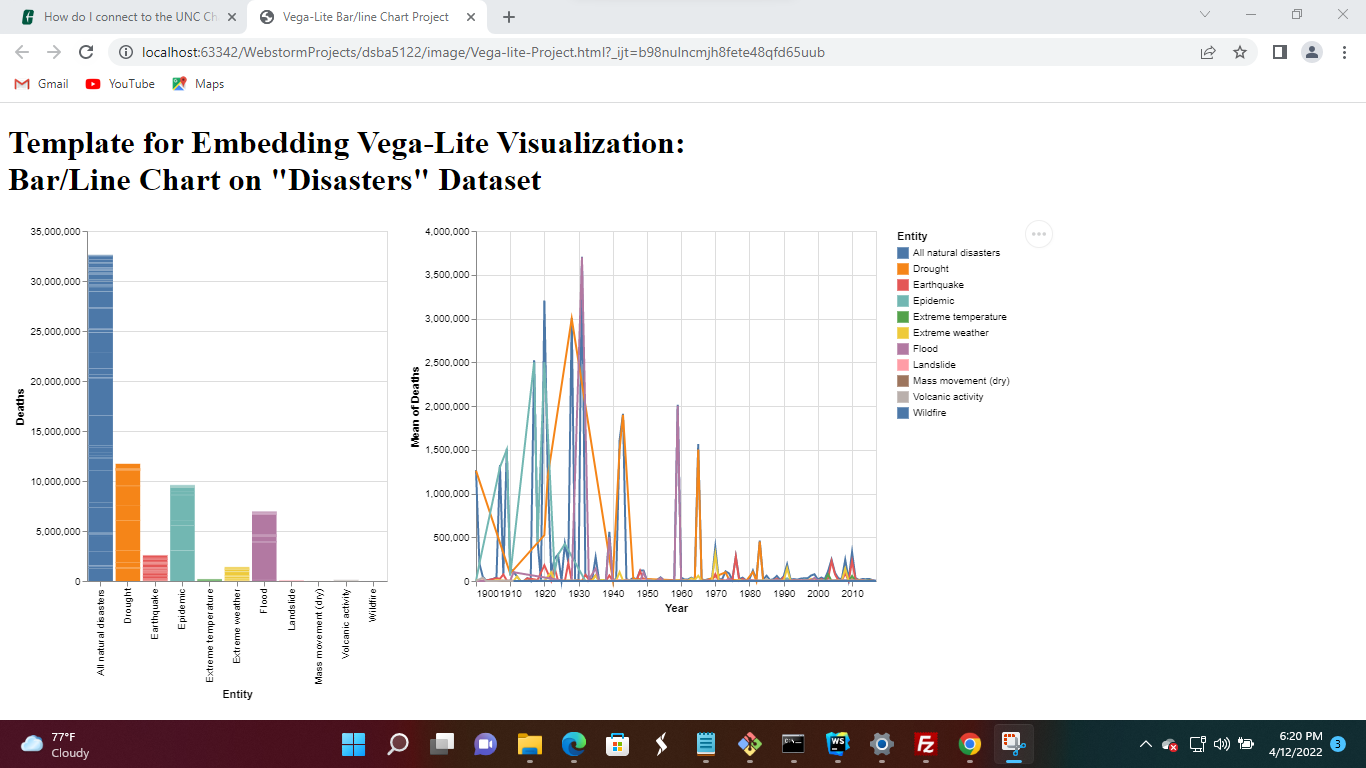 How do I connect to the UNC Ch
Vega-Lite Bar/line Chart Project
localhost:63342/WebstormProjects/dsba5122/image/Vega-lite-Project.html?_ijt=b98nulncmjh8fete48qfd65uub
Gmail
YouTube
Maps
Template for Embedding Vega-Lite Visualization:
Bar/Line Chart on "Disasters" Dataset
35,000,000
30,000,000
25,000,000
20,000,000
15,000,000
10,000,000
5,000,000
0
Deaths
All natural disasters
Drought
Earthquake
Epidemic
Extreme temperature
Extreme weather
Flood
Landslide
Mass movement (dry)
Volcanic activity
Wildfire
Entity
4,000,000
3,500,000
3,000,000
2,500,000
2,000,000
1,500,000
1,000,000
500,000
0
Mean of Deaths
1900 1910 1920 1930 1940 1950 1960 1970 1980 1990 2000 2010
Year
Entity
All natural disasters
Drought
Earthquake
Epidemic
Extreme temperature
Extreme weather
Flood
Landslide
Mass movement (dry)
Volcanic activity
Wildfire
77°F
Cloudy
WS
FZ
6:20 PM
4/12/2022
3